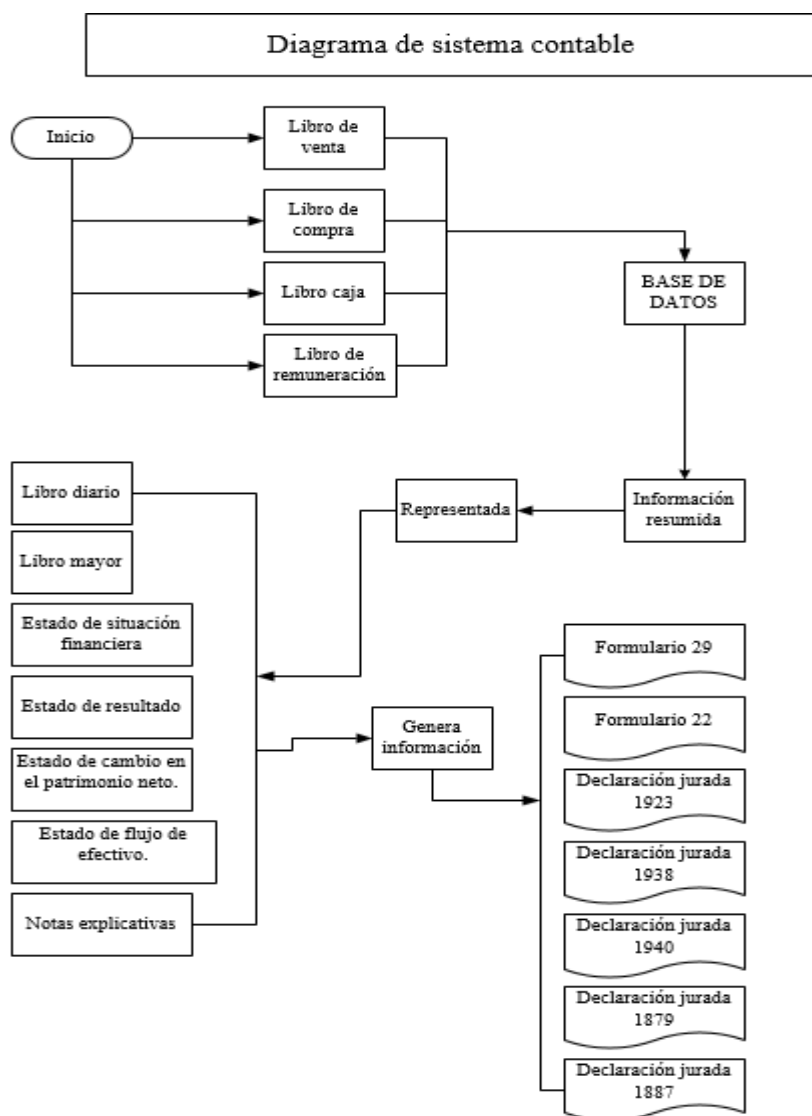 Diagrama de sistema contable
Inicio
Libro de
venta
Libro de
compra
Libro caja
Libro de
remuneración
BASE DE
DATOS
Información
resumida
Representada
Libro diario
Libro mayor
Estado de situación
financiera
Estado de resultado
Estado de cambio en
el patrimonio neto.
Estado de flujo de
efectivo.
Notas explicativas
Genera
información
Formulario 29
Formulario 22
Declaración jurada
1923
Declaración jurada
1938
Declaración jurada
1940
Declaración jurada
1879
Declaración jurada
1887